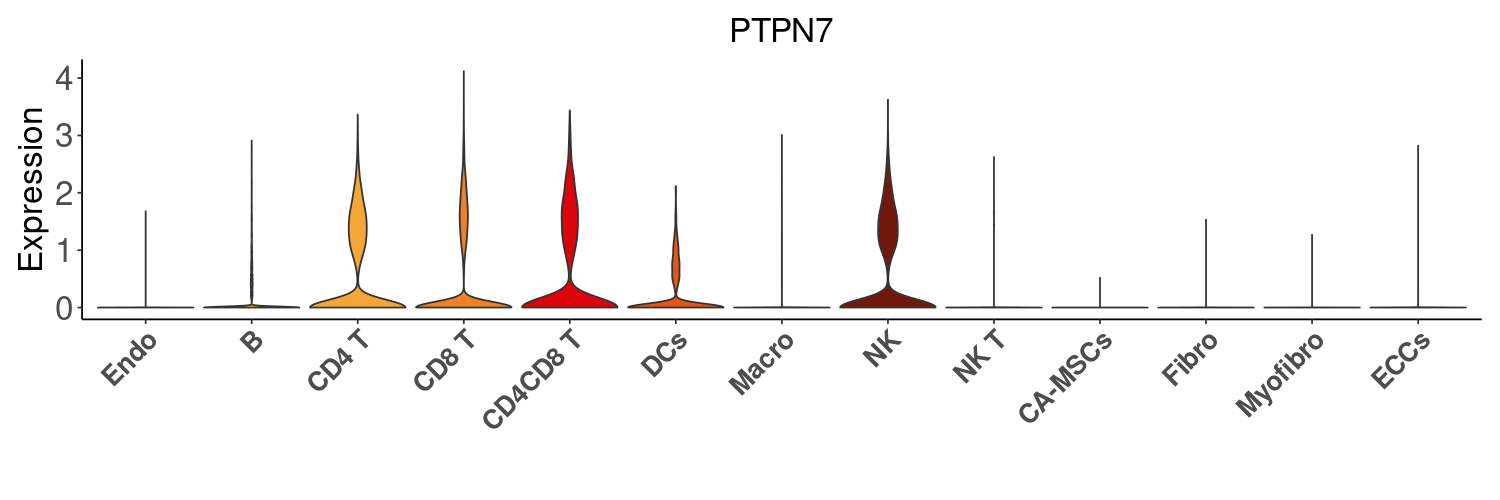 PTPN7
Expression
4
3
2
1
0
Endo
B
CD4 T
CD8 T
CD4CD8 T
DCs
Macro
NK
NK T
CA-MSCs
Fibro
Myofibro
ECCs